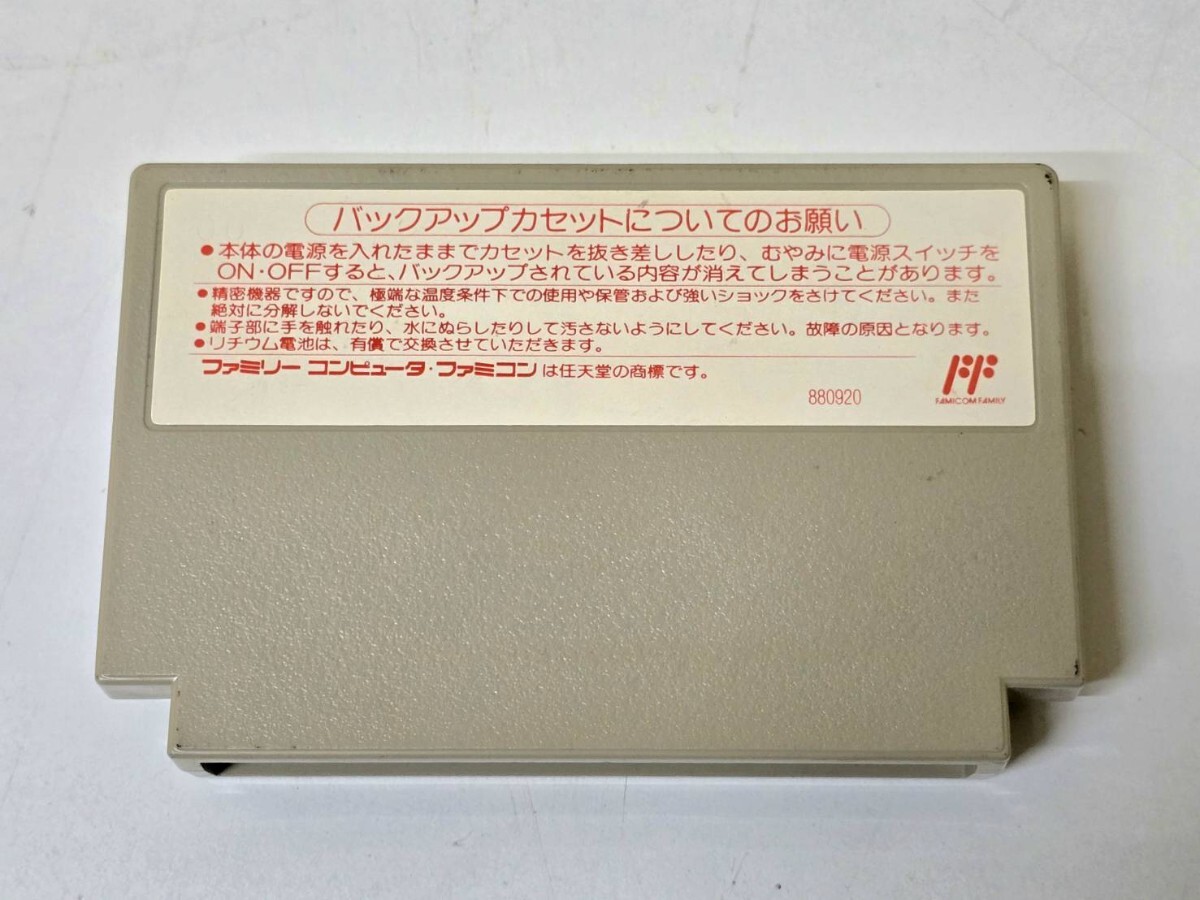 バックアップカセットについてのお願い
●本体の電源を入れたままでカセットを抜き差ししたり、むやみに電源スイッチを
ON・OFFすると、バックアップされている内容が消えてしまうことがあります。
●精密機器ですので、極端な温度条件下での使用や保管および強いショックをさけてください。また
絶対に分解しないでください。
●端子部に手を触れたり、水にぬらしたりして汚さないようにしてください。故障の原因となります。
●リチウム電池は、有償で交換させていただきます。
ファミリー コンピュータ・ファミコンは任天堂の商標です。
880920
FF
FAMICOM FAMILY